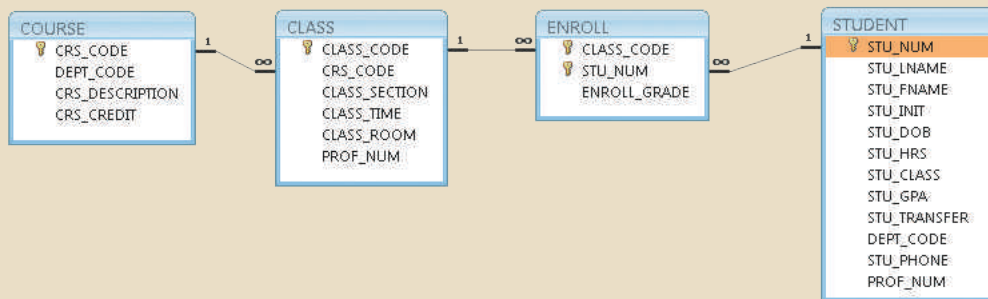 COURSE
CRS_CODE
DEPT_CODE
CRS_DESCRIPTION
CRS_CREDIT
1
∞
CLASS
CLASS_CODE
CRS_CODE
CLASS_SECTION
CLASS_TIME
CLASS_ROOM
PROF_NUM
1
∞
ENROLL
CLASS_CODE
STU_NUM
ENROLL_GRADE
∞
1
STUDENT
STU_NUM
STU_LNAME
STU_FNAME
STU_INIT
STU_DOB
STU_HRS
STU_CLASS
STU_GPA
STU_TRANSFER
DEPT_CODE
STU_PHONE
PROF_NUM